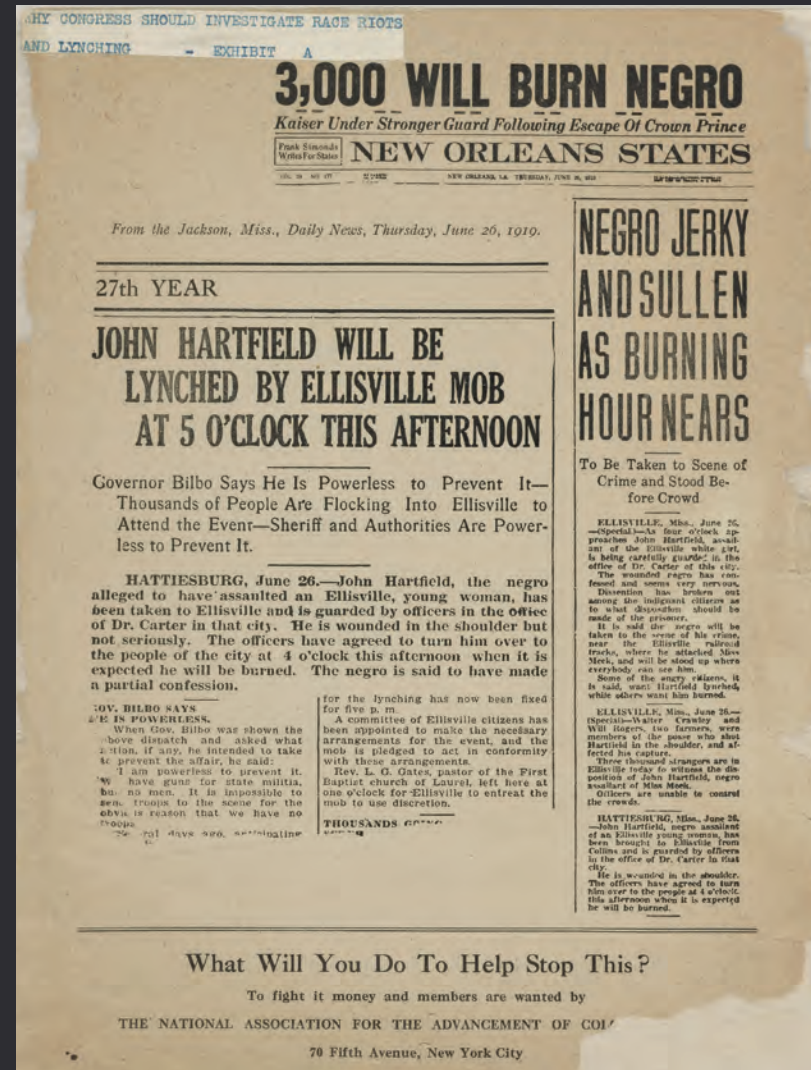 HY CONGRESS SHOULD INVESTIGATE RACE RIOTS
AND LYNCHING - EXHIBIT A
3,000 WILL BURN NEGRO
Kaiser Under Stronger Guard Following Escape Of Crown Prince
Frank Simonds
Writes For States
NEW ORLEANS STATES
NEW ORLEANS, LA. THURSDAY, JUNE 26, 1919
From the Jackson, Miss., Daily News, Thursday, June 26, 1919.
27th YEAR
JOHN HARTFIELD WILL BE
LYNCHED BY ELLISVILLE MOB
AT 5 O'CLOCK THIS AFTERNOON
Governor Bilbo Says He Is Powerless to Prevent It—
Thousands of People Are Flocking Into Ellisville to
Attend the Event—Sheriff and Authorities Are Power-
less to Prevent It.
HATTIESBURG, June 26.—John Hartfield, the negro
alleged to have assaulted an Ellisville, young woman, has
been taken to Ellisville and is guarded by officers in the office
of Dr. Carter in that city. He is wounded in the shoulder but
not seriously. The officers have agreed to turn him over to
the people of the city at 4 o'clock this afternoon when it is
expected he will be burned. The negro is said to have made
a partial confession.
OV. BILBO SAYS
E IS POWERLESS.
When Gov. Bilbo was shown the
bove dispatch and asked what
tion, if any, he intended to take
to prevent the affair, he said:
"I am powerless to prevent it.
W have guns for state militia,
bu no men. It is impossible to
sen troops to the scene for the
obvi s reason that we have no
troops
ral days ago,
for the lynching has now been fixed
for five p. m.
A committee of Ellisville citizens has
been appointed to make the necessary
arrangements for the event, and the
mob is pledged to act in conformity
with these arrangements.
Rev. L. G. Gates, pastor of the First
Baptist church of Laurel, left here at
one o'clock for Ellisville to entreat the
mob to use discretion.
THOUSANDS
NEGRO JERKY
AND SULLEN
AS BURNING
HOUR NEARS
To Be Taken to Scene of
Crime and Stood Be-
fore Crowd
ELLISVILLE, Miss., June 26.
—(Special)—As four o'clock ap-
proaches John Hartfield, assail-
ant of the Ellisville white girl,
is being carefully guarded in the
office of Dr. Carter of this city.
The wounded negro has con-
fessed and seems very nervous.
Dissention has broken out
among the indignant citizens as
to what disposition should be
made of the prisoner.
It is said the negro will be
taken to the scene of his crime,
near the Ellisville railroad
tracks, where he attacked Miss
Meek, and will be stood up where
everybody can see him.
Some of the angry citizens, it
is said, want Hartfield lynched,
while others want him burned.
ELLISVILLE, Miss., June 26.—
(Special)—Walter Crawley and
Will Rogers, two farmers, were
members of the posse who shot
Hartfield in the shoulder, and af-
fected his capture.
Three thousand strangers are in
Ellisville today to witness the dis-
position of John Hartfield, negro
assailant of Miss Meek.
Officers are unable to control
the crowds.
HATTIESBURG, Miss., June 26.
—John Hartfield, negro assailant
of an Ellisville young woman, has
been brought to Ellisville from
Collins and is guarded by officers
in the office of Dr. Carter in that
city.
He is wounded in the shoulder.
The officers have agreed to turn
him over to the people at 4 o'clock
this afternoon when it is expected
he will be burned.
What Will You Do To Help Stop This?
To fight it money and members are wanted by
THE NATIONAL ASSOCIATION FOR THE ADVANCEMENT OF COL
70 Fifth Avenue, New York City